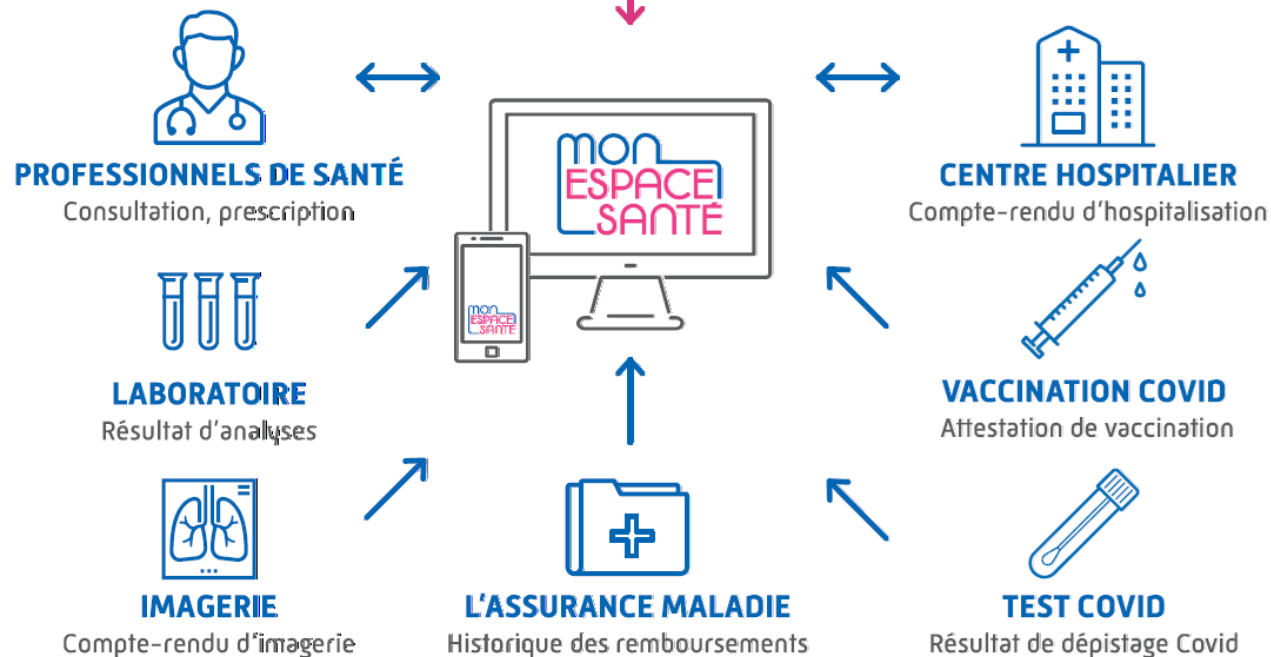 mon
ESPACE
SANTÉ
PROFESSIONNELS DE SANTÉ
Consultation, prescription
CENTRE HOSPITALIER
Compte-rendu d'hospitalisation
mon
ESPACE
SANTÉ
LABORATOIRE
Résultat d'analyses
VACCINATION COVID
Attestation de vaccination
IMAGERIE
Compte-rendu d'imagerie
L'ASSURANCE MALADIE
Historique des remboursements
TEST COVID
Résultat de dépistage Covid